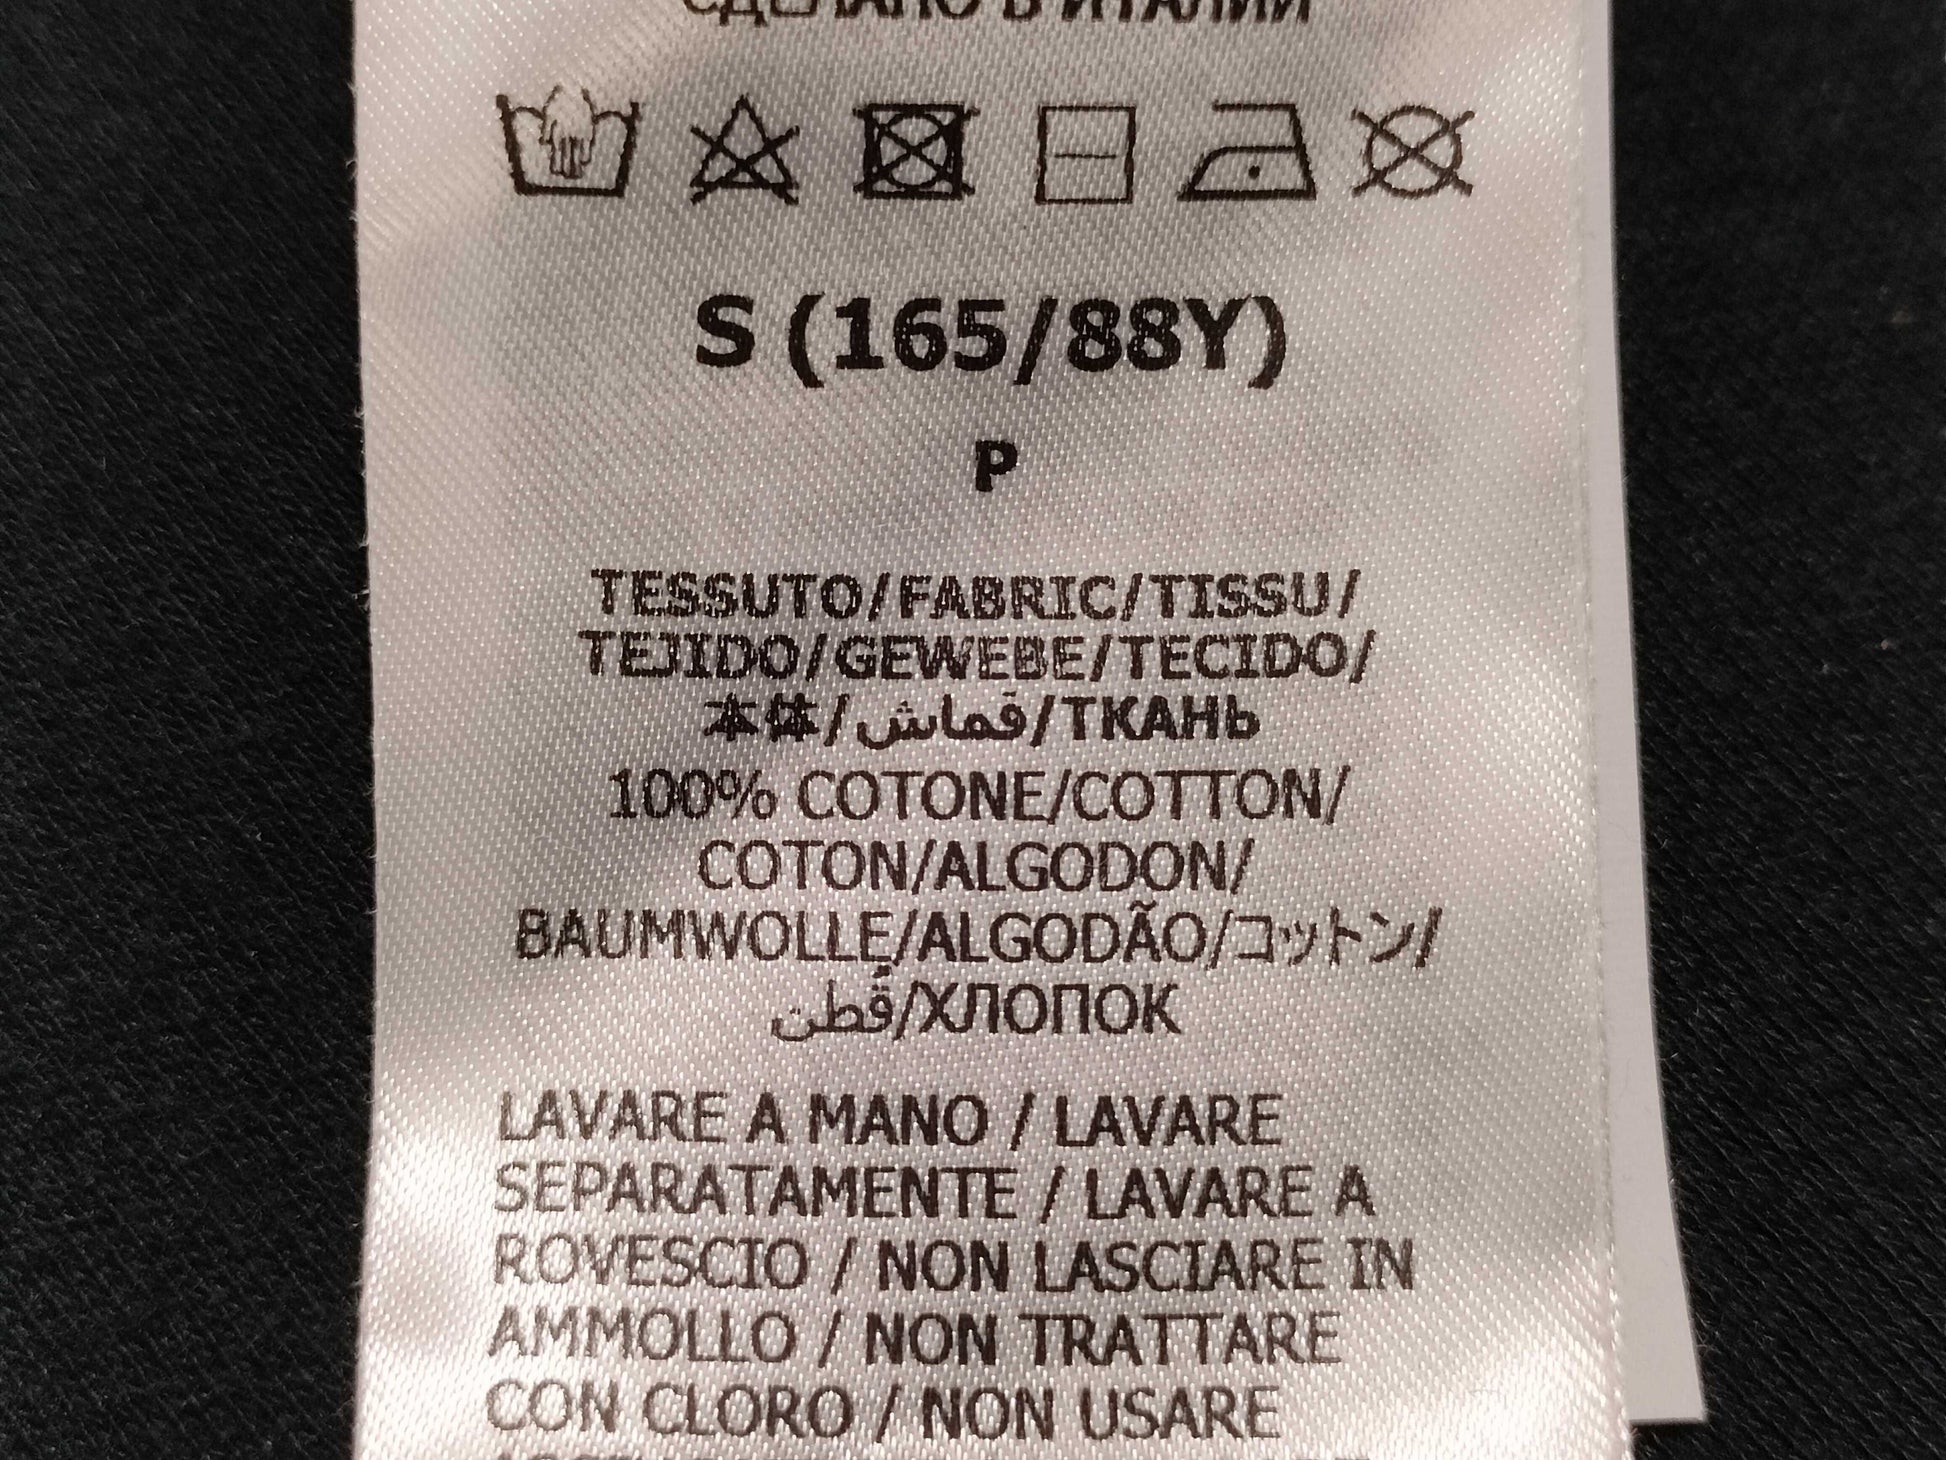 СДЕЛАНО В ИТАЛИИ
S (165/88Y)
P
TESSUTO/FABRIC/TISSU/
TEJIDO/GEWEBE/TECIDO/
本体/قماش/ТКАНЬ
100% COTONE/COTTON/
COTON/ALGODON/
BAUMWOLLE/ALGODÃO/コットン/
قُطن/ХЛОПОК
LAVARE A MANO / LAVARE
SEPARATAMENTE / LAVARE A
ROVESCIO / NON LASCIARE IN
AMMOLLO / NON TRATTARE
CON CLORO / NON USARE